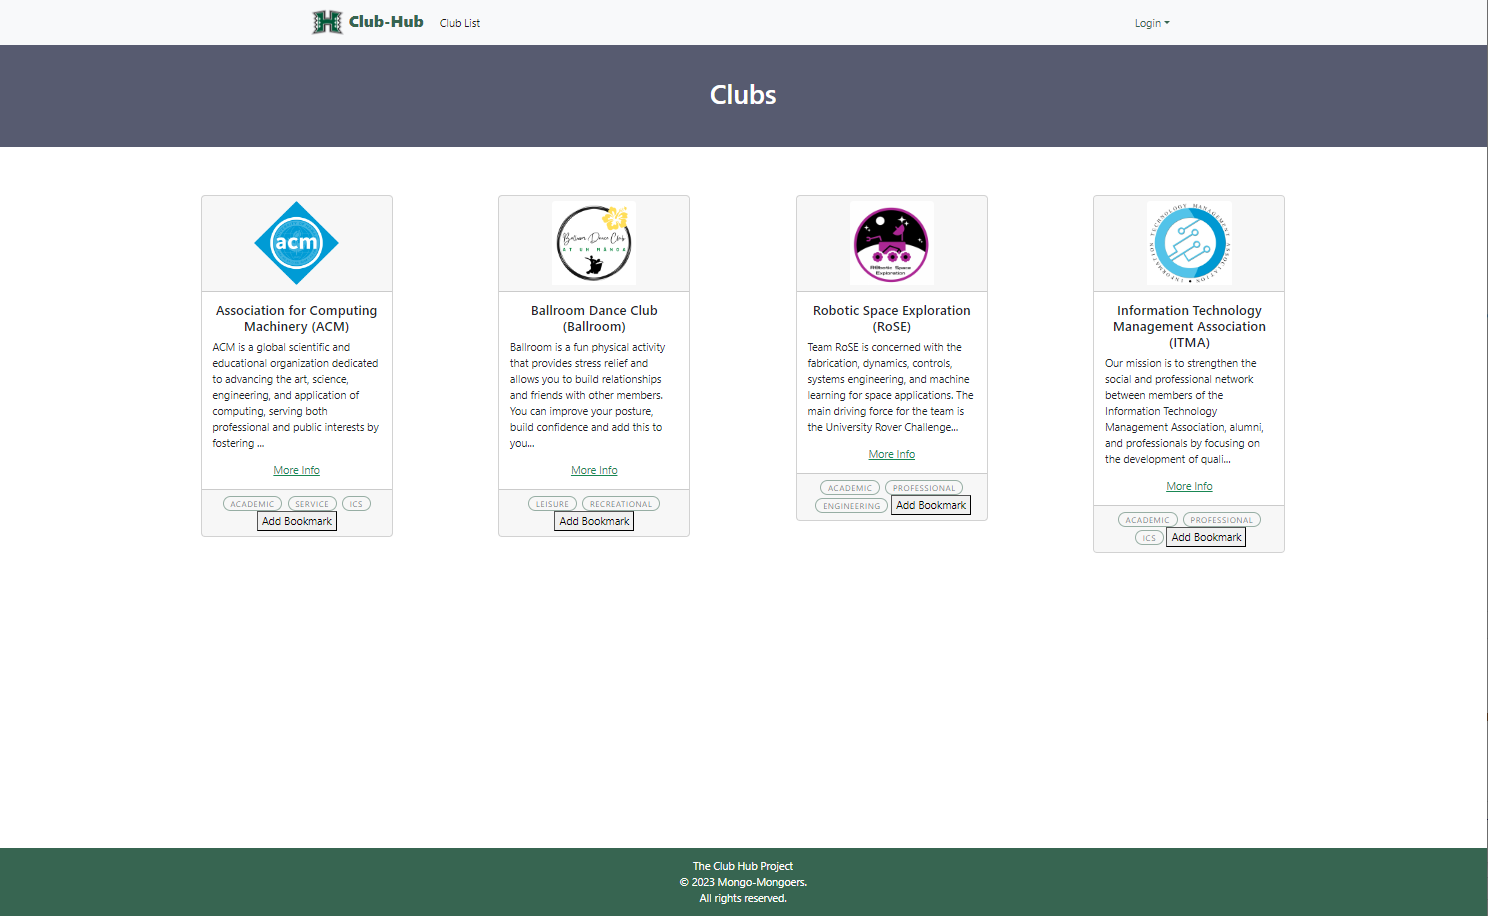 Club-Hub
Club List
Login
Clubs
acm
Association for Computing
Machinery (ACM)
ACM is a global scientific and
educational organization dedicated
to advancing the art, science,
engineering, and application of
computing, serving both
professional and public interests by
fostering ...
More Info
ACADEMIC
SERVICE
ICS
Add Bookmark
Ballroom Dance Club
AT UH MĀNOA
Ballroom Dance Club
(Ballroom)
Ballroom is a fun physical activity
that provides stress relief and
allows you to build relationships
and friends with other members.
You can improve your posture,
build confidence and add this to
you...
More Info
LEISURE
RECREATIONAL
Add Bookmark
RObotic Space
Exploration
Robotic Space Exploration
(RoSE)
Team RoSE is concerned with the
fabrication, dynamics, controls,
systems engineering, and machine
learning for space applications. The
main driving force for the team is
the University Rover Challenge...
More Info
ACADEMIC
PROFESSIONAL
ENGINEERING
Add Bookmark
INFORMATION TECHNOLOGY MANAGEMENT ASSOCIATION
Information Technology
Management Association
(ITMA)
Our mission is to strengthen the
social and professional network
between members of the
Information Technology
Management Association, alumni,
and professionals by focusing on
the development of quali...
More Info
ACADEMIC
PROFESSIONAL
ICS
Add Bookmark
The Club Hub Project
© 2023 Mongo-Mongoers.
All rights reserved.